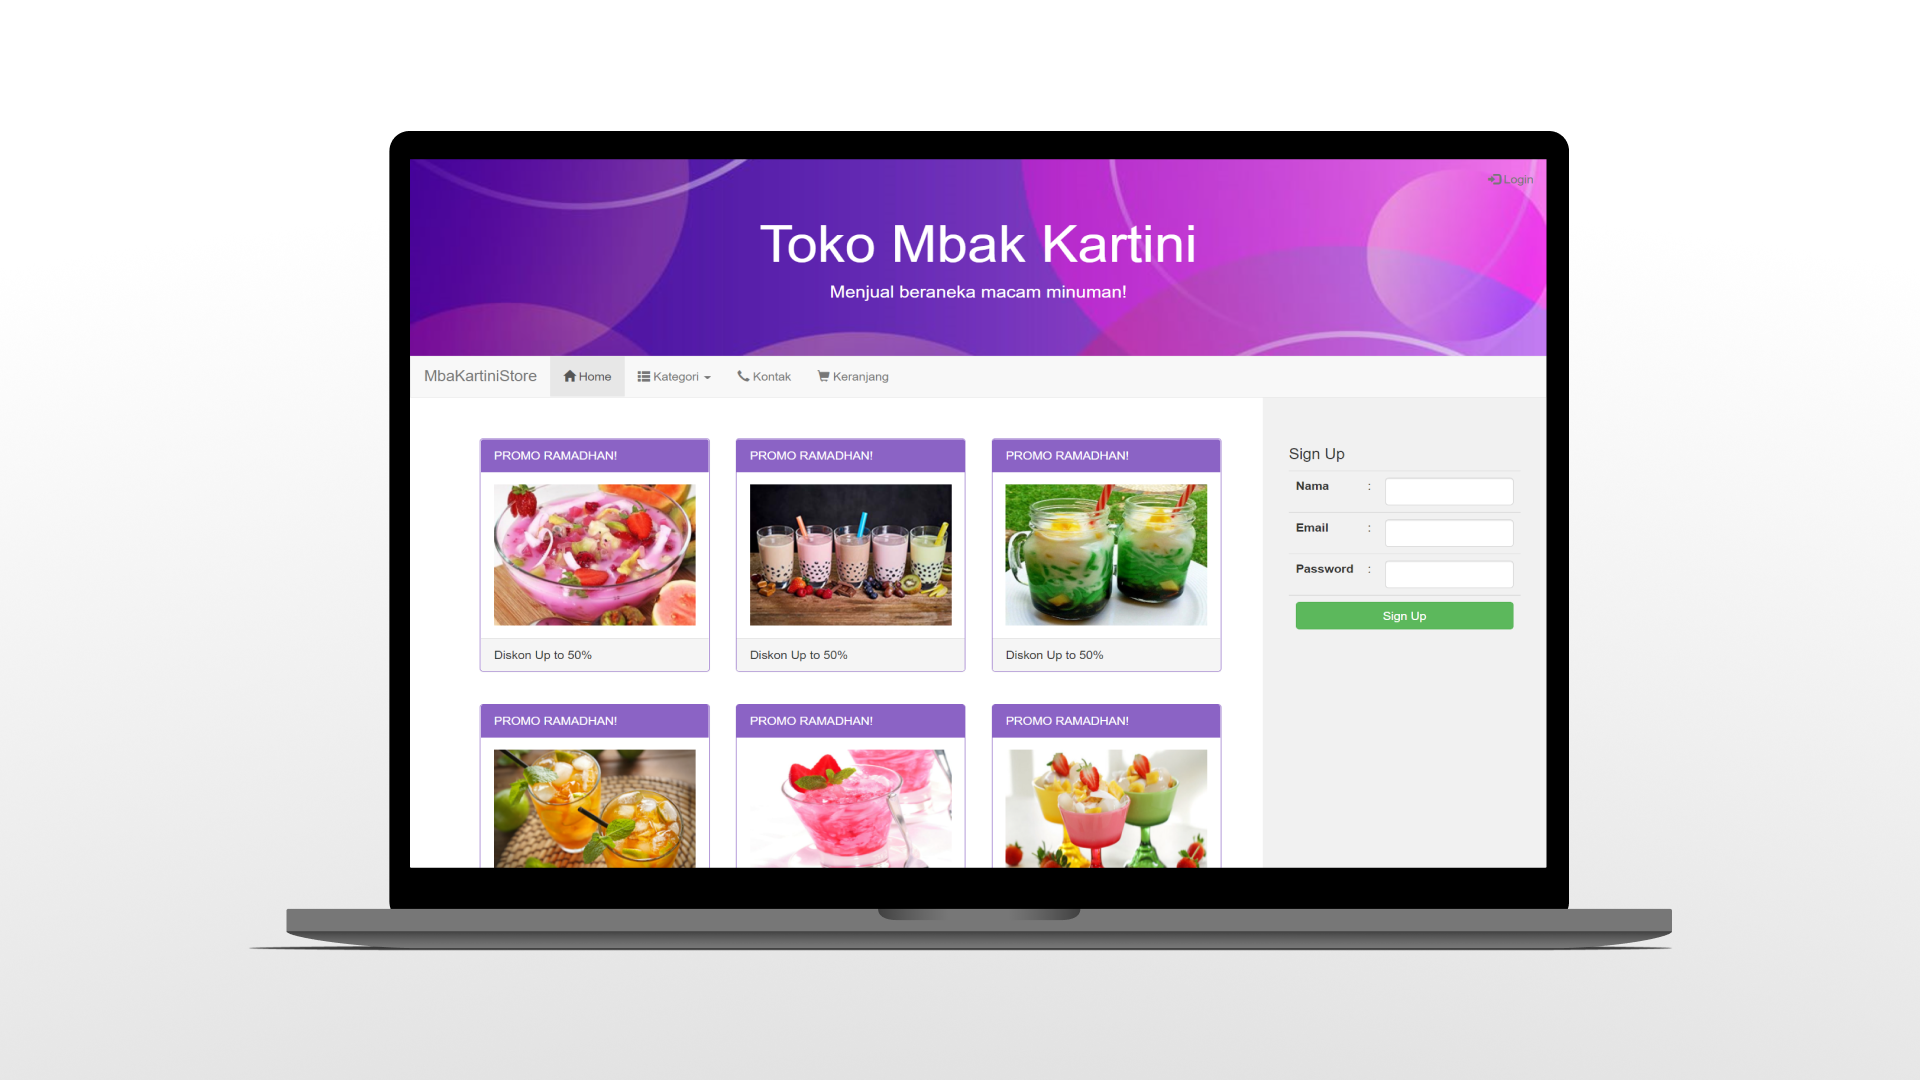 Login
Toko Mbak Kartini
Menjual beraneka macam minuman!
MbaKartiniStore Home Kategori Kontak Keranjang
PROMO RAMADHAN!
Diskon Up to 50%
PROMO RAMADHAN!
Diskon Up to 50%
PROMO RAMADHAN!
Diskon Up to 50%
PROMO RAMADHAN!
PROMO RAMADHAN!
PROMO RAMADHAN!
Sign Up
Nama :
Email :
Password :
Sign Up